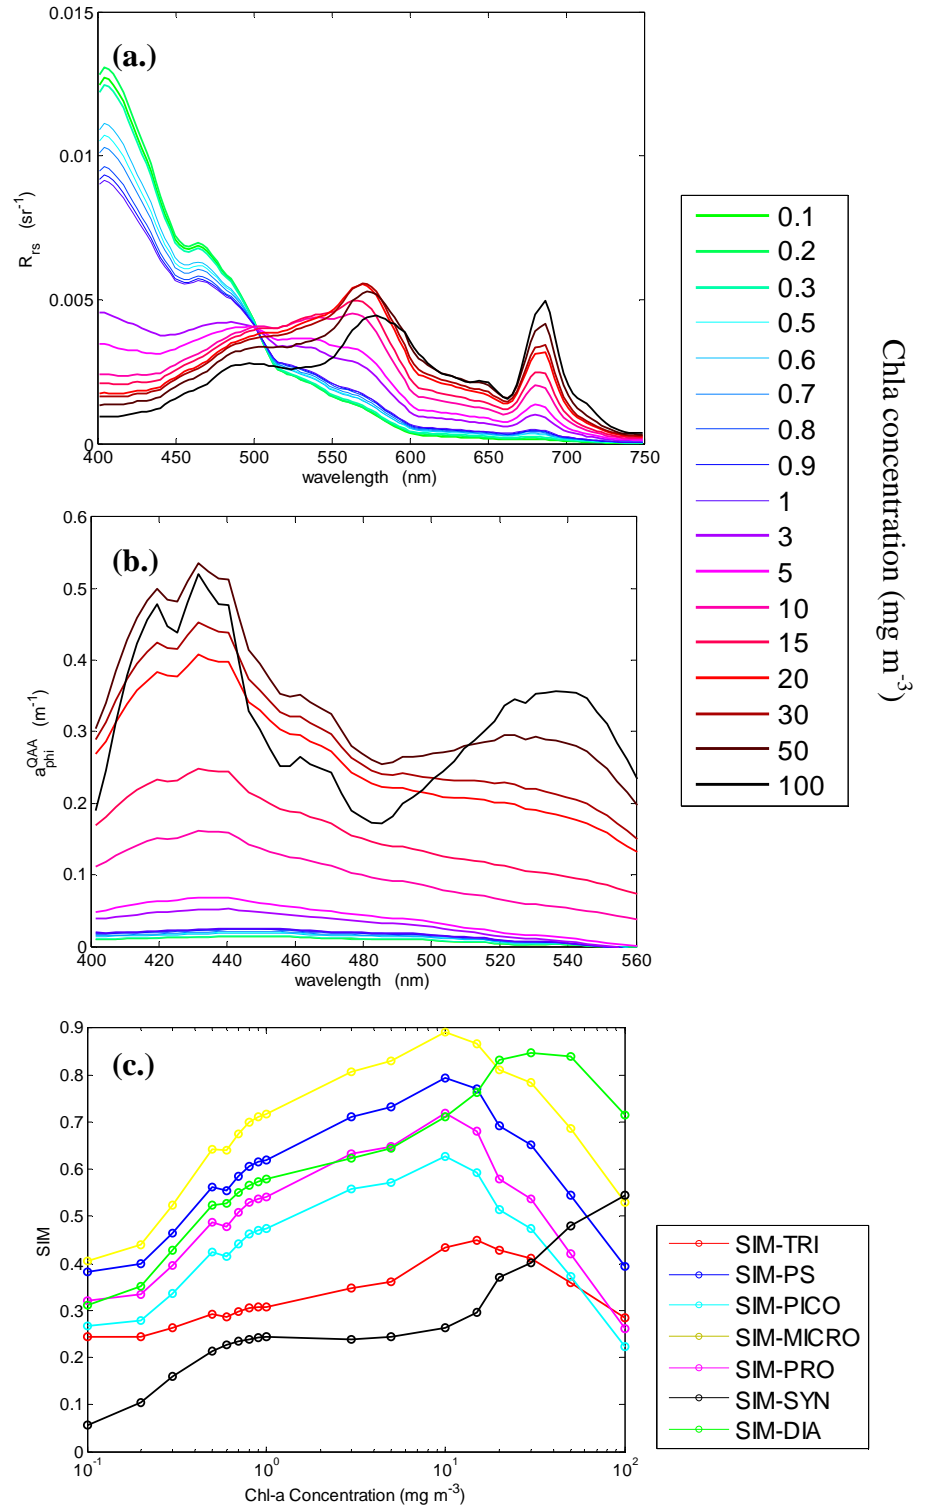 (a.)
0.015
0.01
0.005
0
R_rs (sr^-1)
400 450 500 550 600 650 700 750
wavelength (nm)
0.1
0.2
0.3
0.5
0.6
0.7
0.8
0.9
1
3
5
10
15
20
30
50
100
Chla concentration (mg m^-3)
(b.)
0.6
0.5
0.4
0.3
0.2
0.1
0
a_phi^QAA (m^-1)
400 420 440 460 480 500 520 540 560
wavelength (nm)
(c.)
0.9
0.8
0.7
0.6
0.5
0.4
0.3
0.2
0.1
0
SIM
10^-1 10^0 10^1 10^2
Chl-a Concentration (mg m^-3)
SIM-TRI
SIM-PS
SIM-PICO
SIM-MICRO
SIM-PRO
SIM-SYN
SIM-DIA